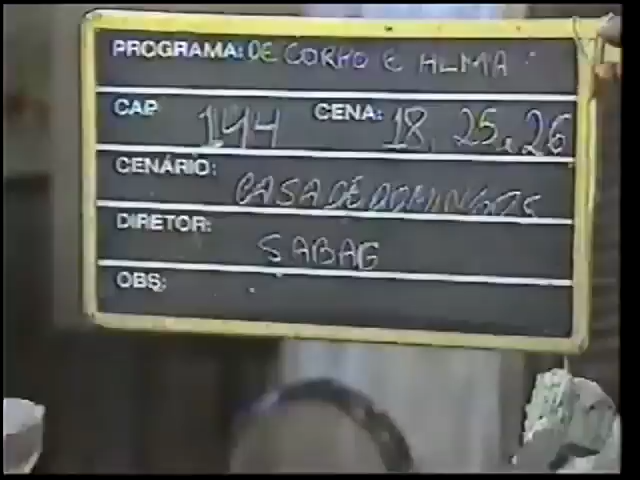 PROGRAMA: DE CORPO E ALMA
CAP 144 CENA: 18, 25, 26
CENÁRIO: CASA DE DOMINGOS
DIRETOR: SABAG
OBS: